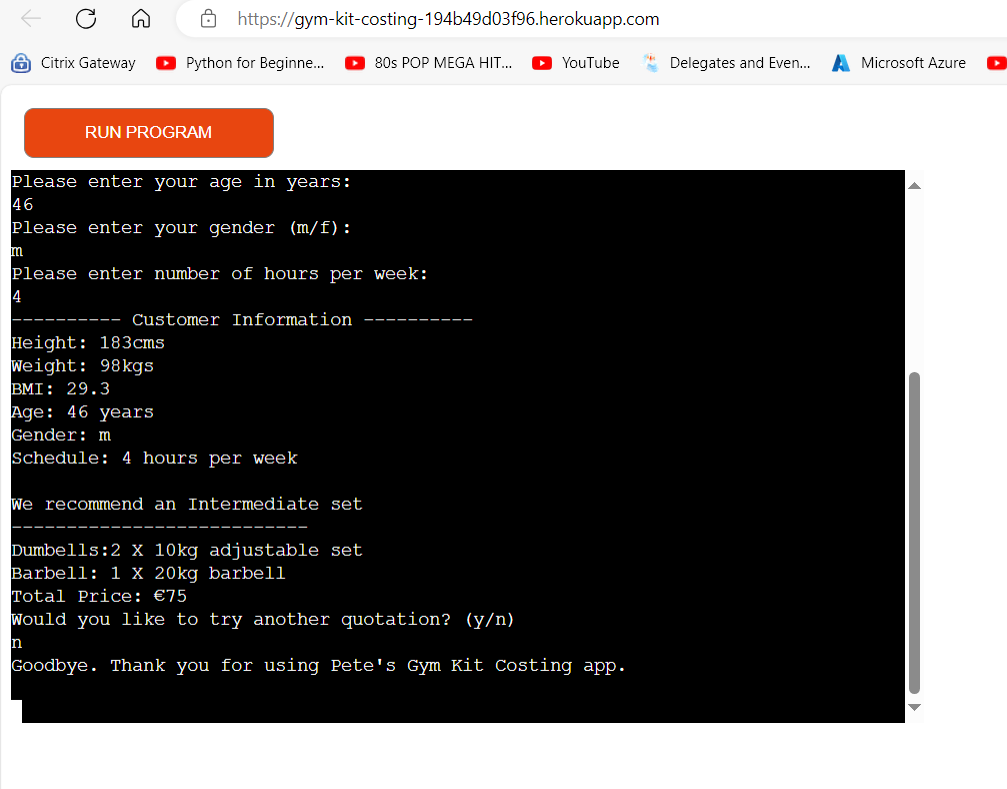 https://gym-kit-costing-194b49d03f96.herokuapp.com
Citrix Gateway Python for Beginne... 80s POP MEGA HIT... YouTube Delegates and Even... Microsoft Azure
RUN PROGRAM
Please enter your age in years:
46
Please enter your gender (m/f):
m
Please enter number of hours per week:
4
---------- Customer Information ----------
Height: 183cms
Weight: 98kgs
BMI: 29.3
Age: 46 years
Gender: m
Schedule: 4 hours per week
We recommend an Intermediate set
---------------------------
Dumbells:2 X 10kg adjustable set
Barbell: 1 X 20kg barbell
Total Price: €75
Would you like to try another quotation? (y/n)
n
Goodbye. Thank you for using Pete's Gym Kit Costing app.